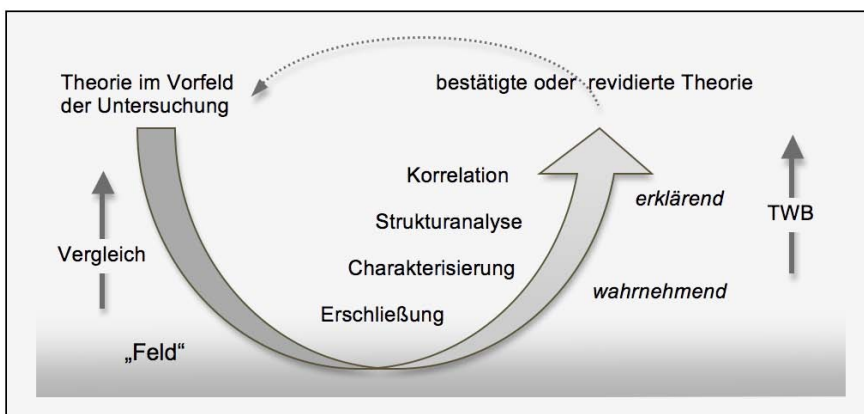 Theorie im Vorfeld
der Untersuchung
bestätigte oder revidierte Theorie
Korrelation
erklärend
Strukturanalyse
TWB
Vergleich
Charakterisierung
wahrnehmend
Erschließung
„Feld“